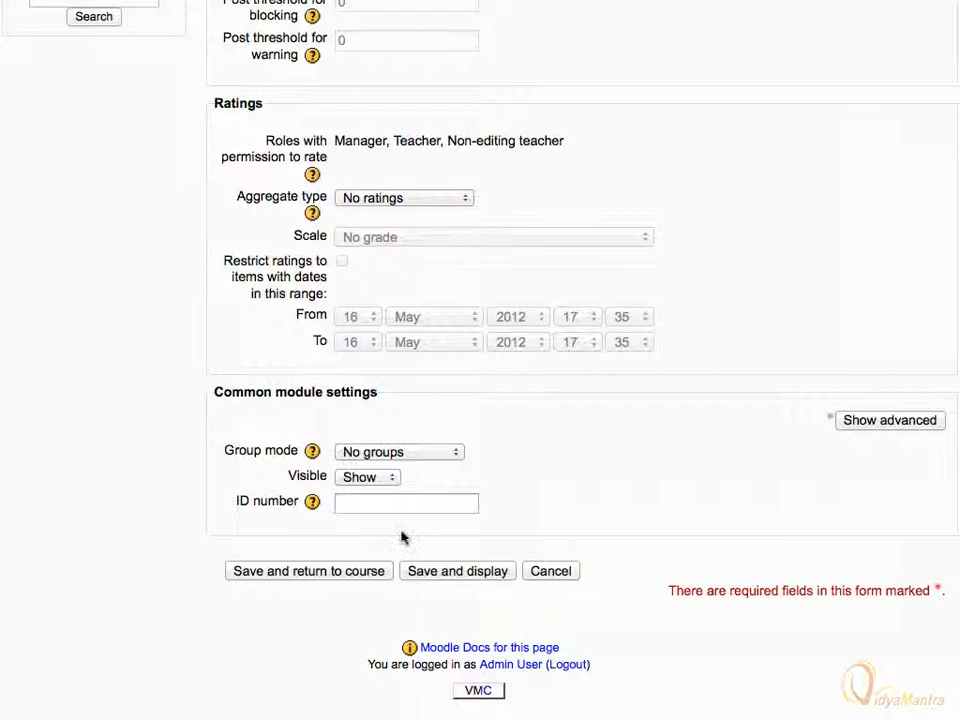 Post threshold for
blocking
0
Search
Post threshold for
warning
0
Ratings
Roles with
permission to rate
Manager, Teacher, Non-editing teacher
Aggregate type
No ratings
Scale
No grade
Restrict ratings to
items with dates
in this range:
From
16 May 2012 17 35
To
16 May 2012 17 35
Common module settings
* Show advanced
Group mode
No groups
Visible
Show
ID number
Save and return to course
Save and display
Cancel
There are required fields in this form marked *.
Moodle Docs for this page
You are logged in as Admin User (Logout)
VMC
VidyaMantra